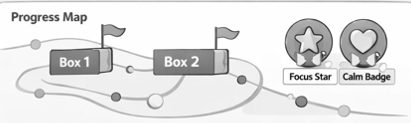 Progress Map
Box 1
Box 2
Focus Star
Calm Badge